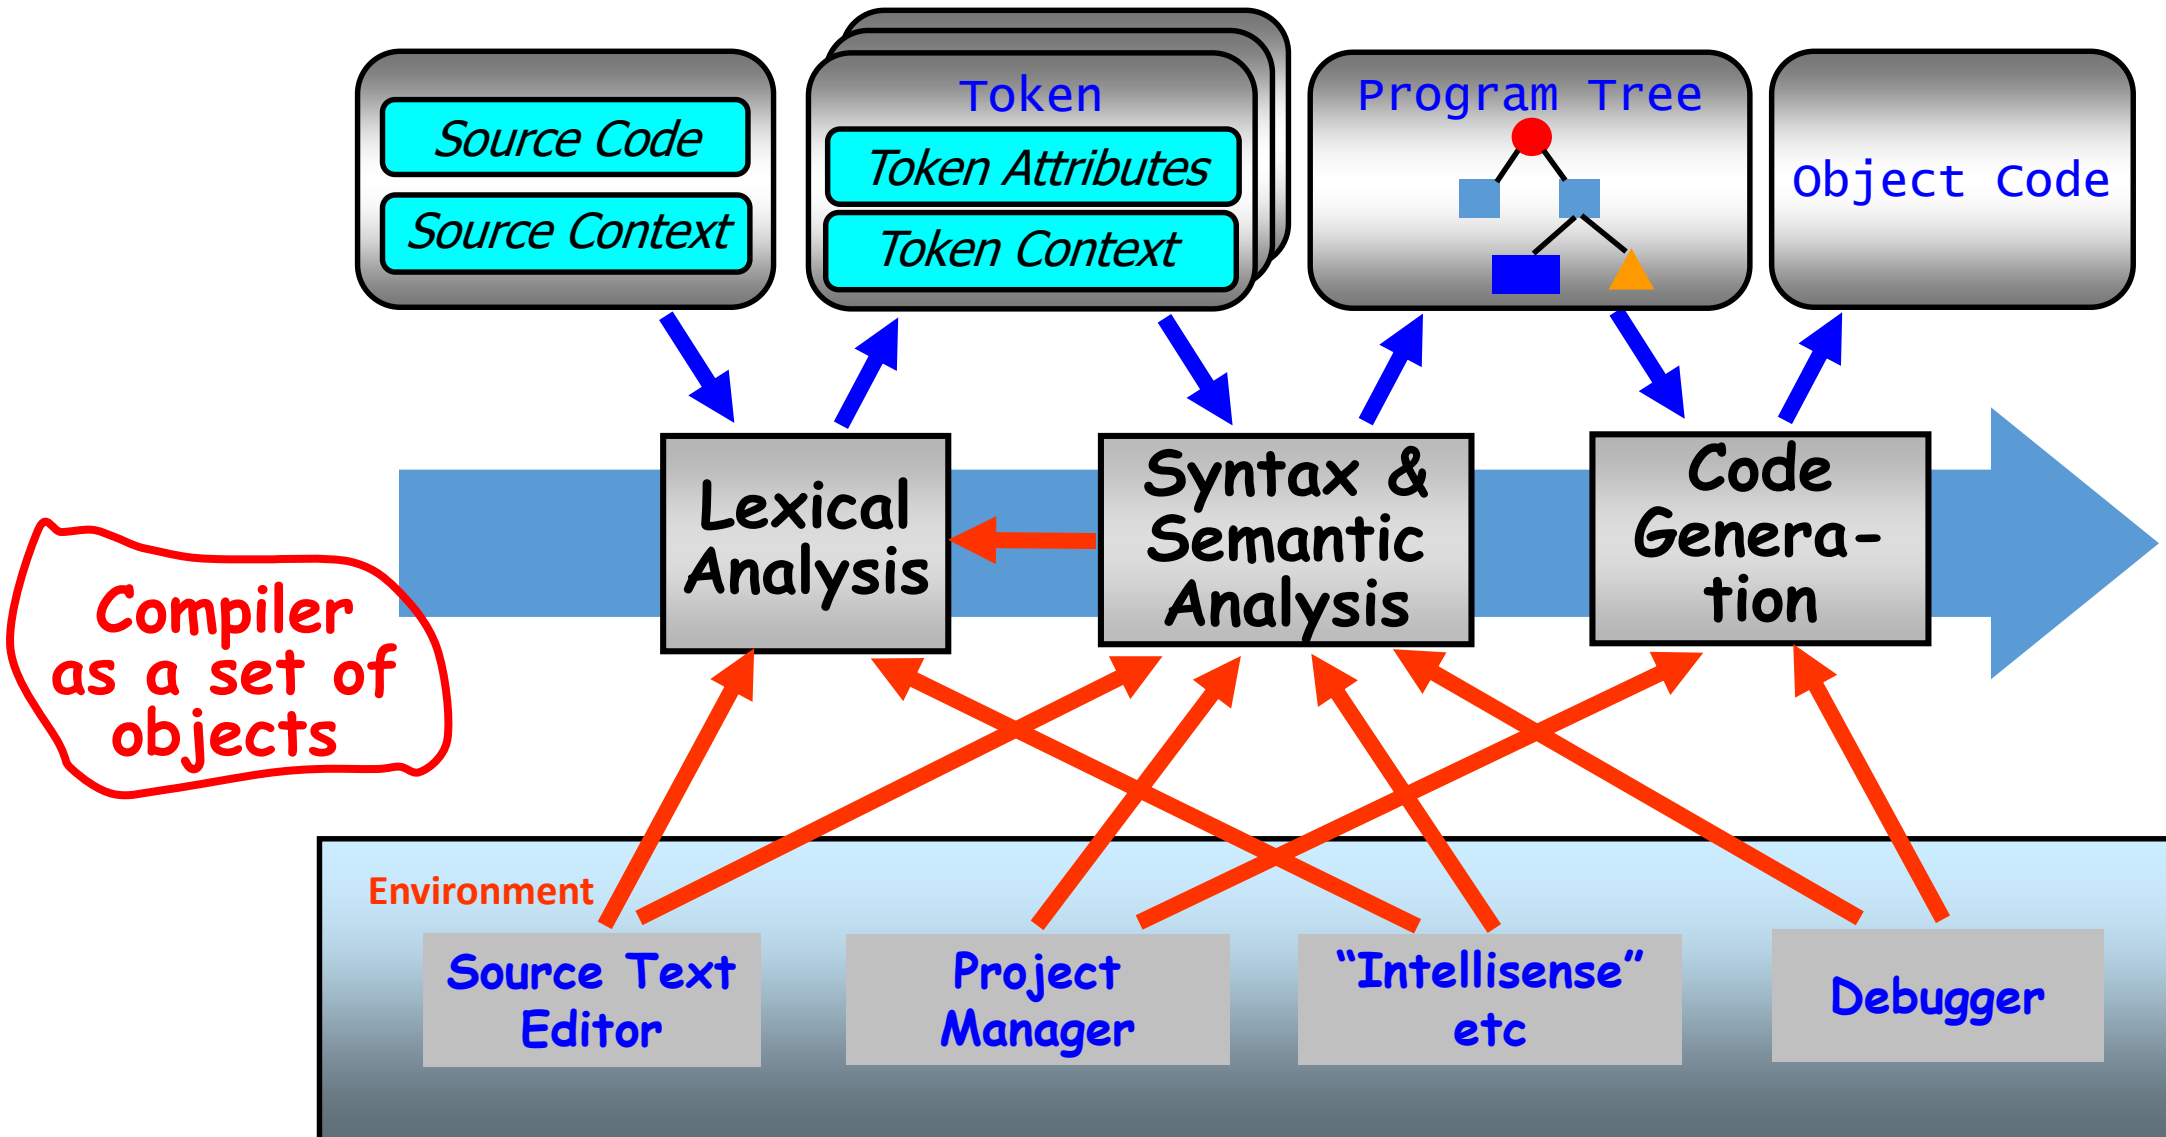 Source Code
Source Context
Token
Token Attributes
Token Context
Program Tree
Object Code
Lexical
Analysis
Syntax &
Semantic
Analysis
Code
Genera-
tion
Compiler
as a set of
objects
Environment
Source Text
Editor
Project
Manager
“Intellisense”
etc
Debugger